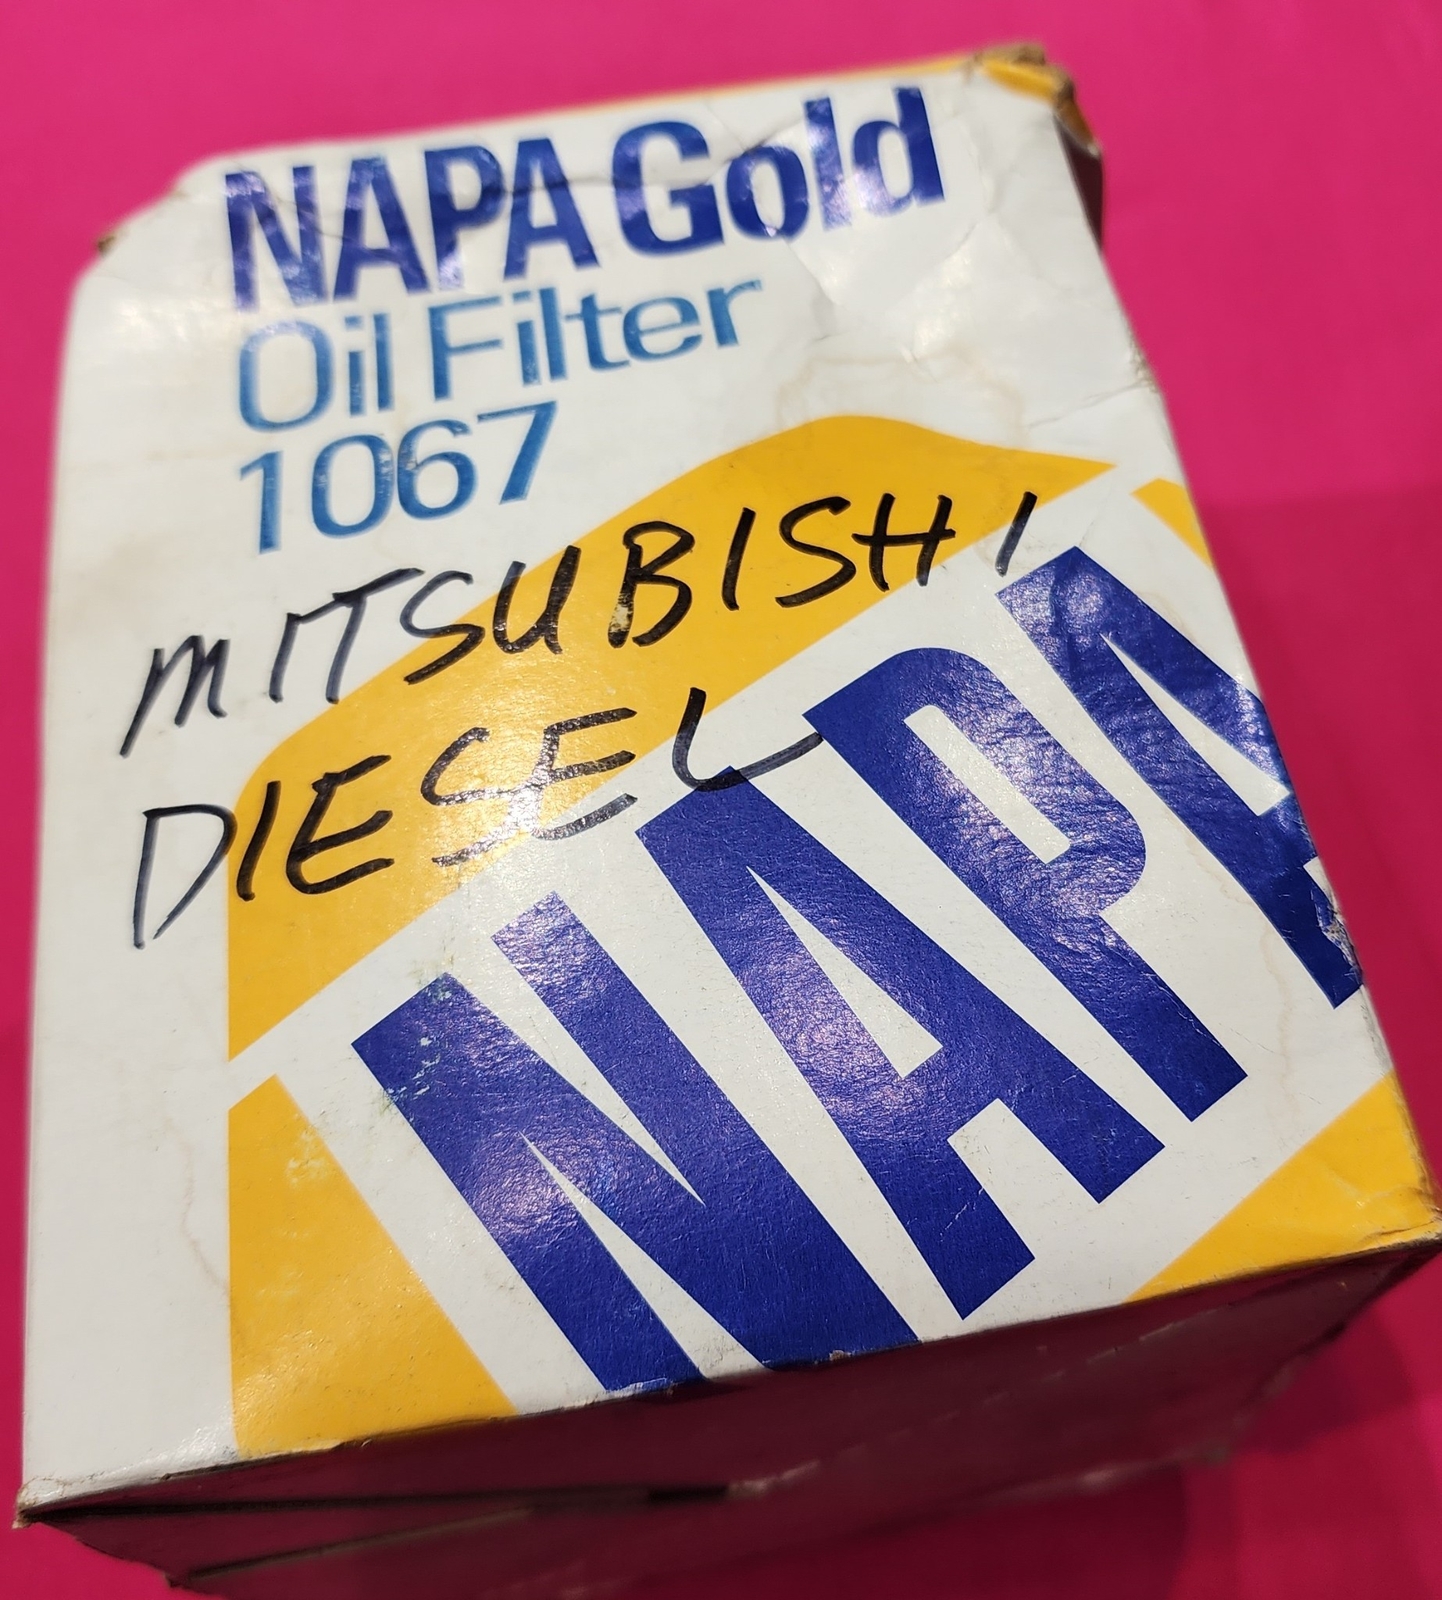 NAPA Gold
Oil Filter
1067
MITSUBISHI
DIESEL
NAPA